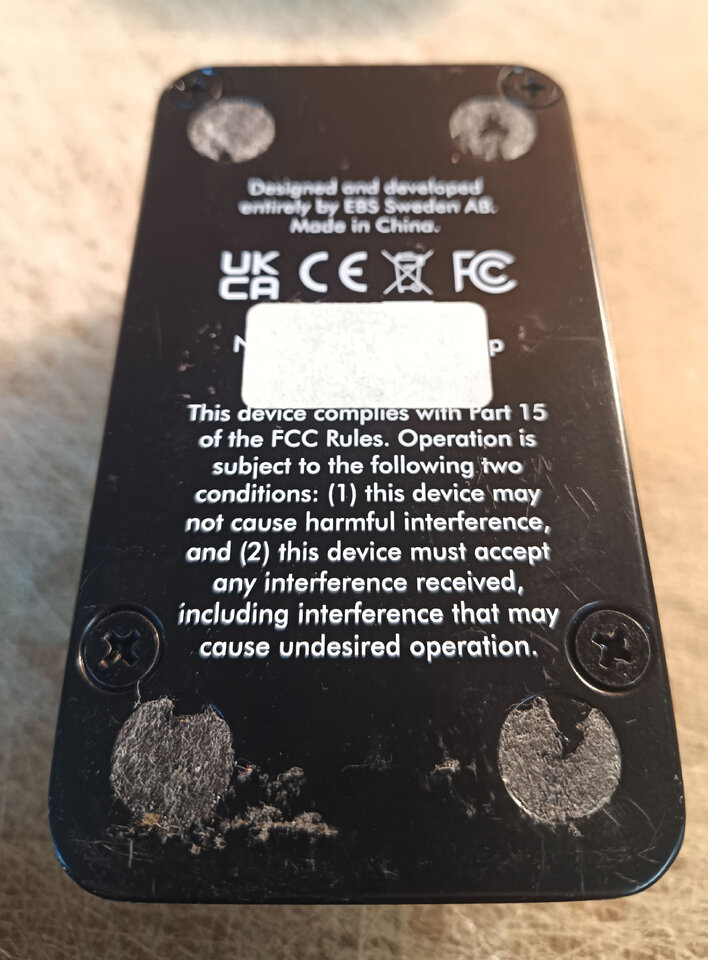 Designed and developed
entirely by EBS Sweden AB.
Made in China.
UK
CA CE FC
This device complies with Part 15
of the FCC Rules. Operation is
subject to the following two
conditions: (1) this device may
not cause harmful interference,
and (2) this device must accept
any interference received,
including interference that may
cause undesired operation.